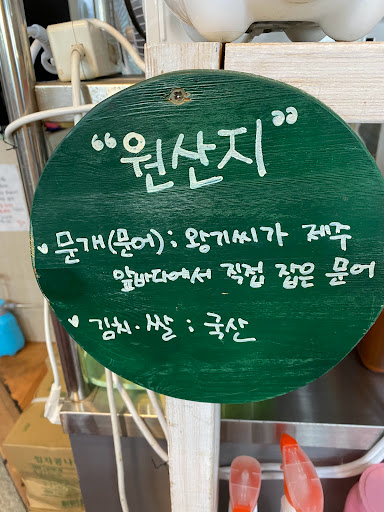 “원산지”
♥ 문개(문어) : 왕기씨가 제주
앞바다에서 직접 잡은 문어
♥ 김치·쌀 : 국산